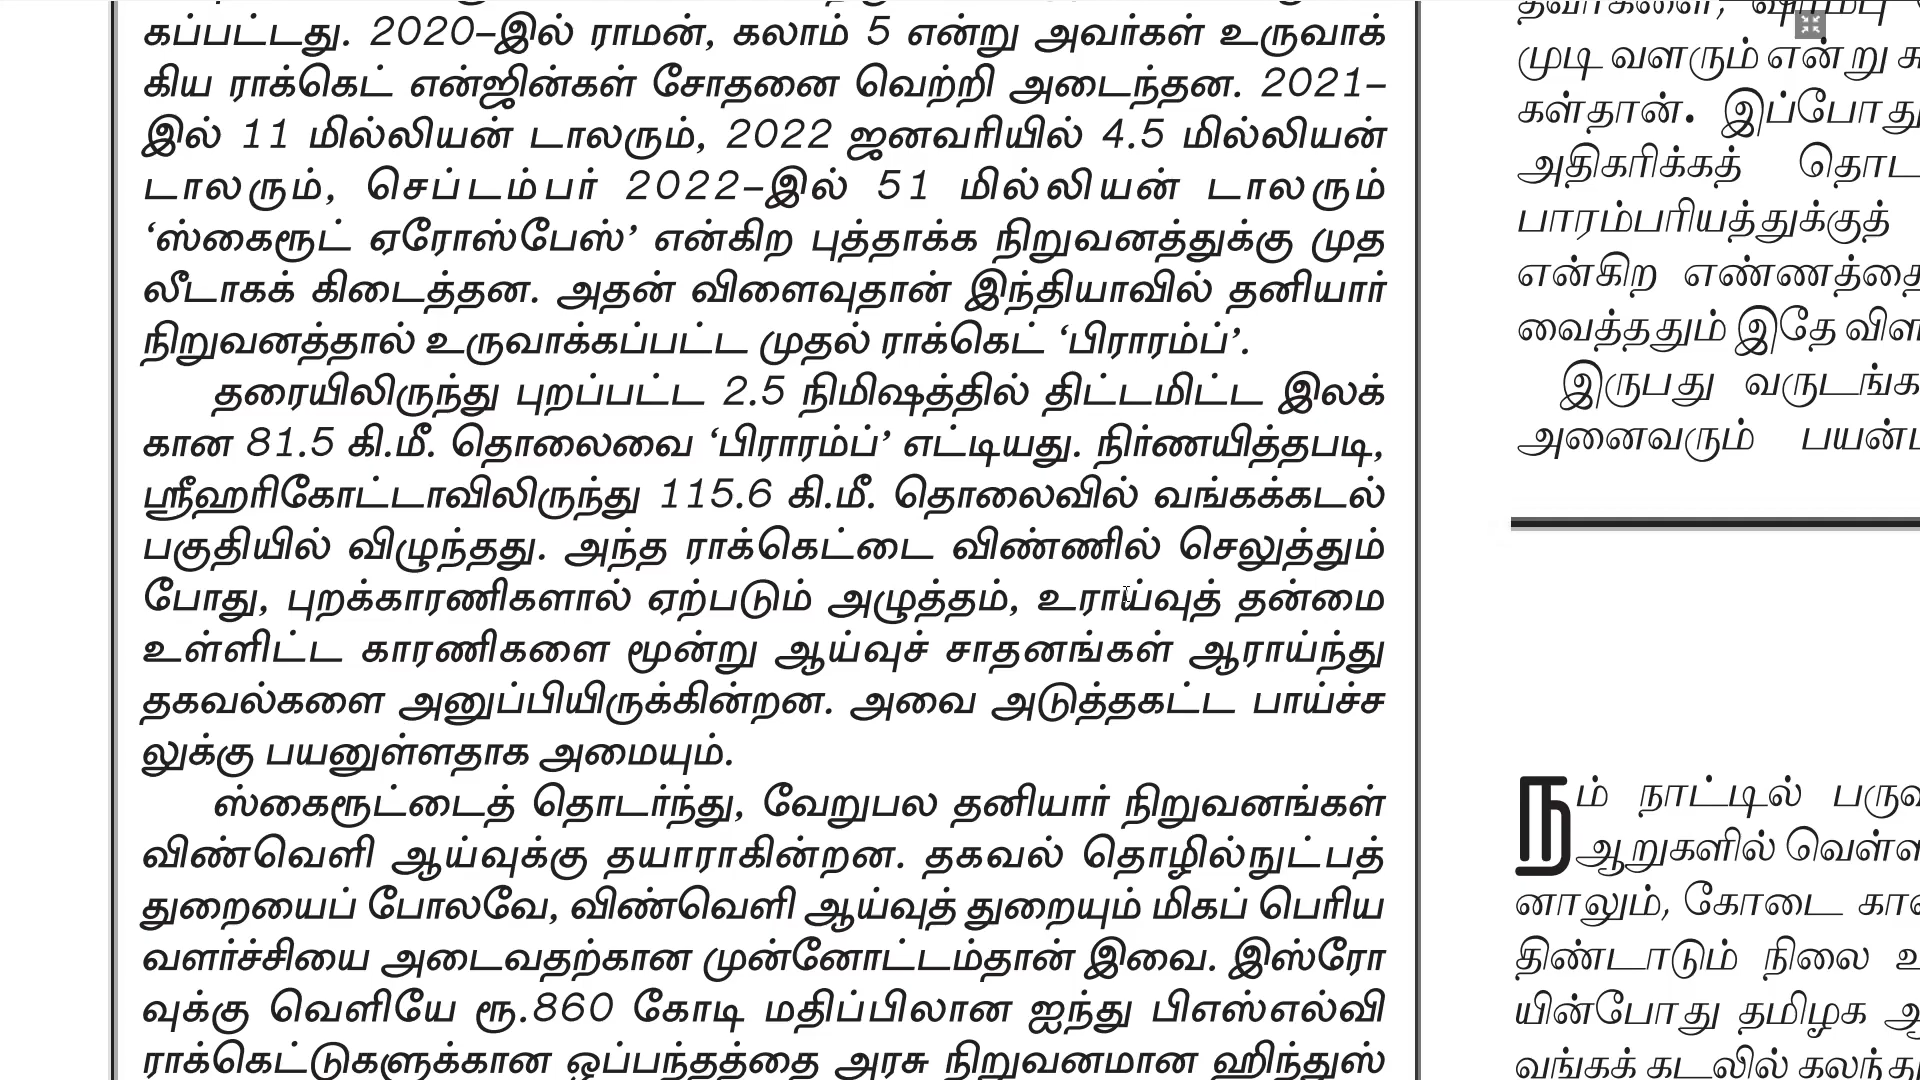 கப்பட்டது. 2020–இல் ராமன், கலாம் 5 என்று அவர்கள் உருவாக்
கிய ராக்கெட் என்ஜின்கள் சோதனை வெற்றி அடைந்தன. 2021–
இல் 11 மில்லியன் டாலரும், 2022 ஜனவரியில் 4.5 மில்லியன்
டாலரும், செப்டம்பர் 2022–இல் 51 மில்லியன் டாலரும்
‘ஸ்கைரூட் ஏரோஸ்பேஸ்’ என்கிற புத்தாக்க நிறுவனத்துக்கு முத
லீடாகக் கிடைத்தன. அதன் விளைவுதான் இந்தியாவில் தனியார்
நிறுவனத்தால் உருவாக்கப்பட்ட முதல் ராக்கெட் ‘பிராரம்ப்’.
தரையிலிருந்து புறப்பட்ட 2.5 நிமிஷத்தில் திட்டமிட்ட இலக்
கான 81.5 கி.மீ. தொலைவை ‘பிராரம்ப்’ எட்டியது. நிர்ணயித்தபடி,
ஸ்ரீஹரிகோட்டாவிலிருந்து 115.6 கி.மீ. தொலைவில் வங்கக்கடல்
பகுதியில் விழுந்தது. அந்த ராக்கெட்டை விண்ணில் செலுத்தும்
போது, புறக்காரணிகளால் ஏற்படும் அழுத்தம், உராய்வுத் தன்மை
உள்ளிட்ட காரணிகளை மூன்று ஆய்வுச் சாதனங்கள் ஆராய்ந்து
தகவல்களை அனுப்பியிருக்கின்றன. அவை அடுத்தகட்ட பாய்ச்ச
லுக்கு பயனுள்ளதாக அமையும்.
ஸ்கைரூட்டைத் தொடர்ந்து, வேறுபல தனியார் நிறுவனங்கள்
விண்வெளி ஆய்வுக்கு தயாராகின்றன. தகவல் தொழில்நுட்பத்
துறையைப் போலவே, விண்வெளி ஆய்வுத் துறையும் மிகப் பெரிய
வளர்ச்சியை அடைவதற்கான முன்னோட்டம்தான் இவை. இஸ்ரோ
வுக்கு வெளியே ரூ.860 கோடி மதிப்பிலான ஐந்து பிஎஸ்எல்வி
ராக்கெட்டுகளுக்கான ஒப்பந்தத்தை அரசு நிறுவனமான ஹிந்துஸ்
முடி வளரும் என்று
கள்தான். இப்போது
அதிகரிக்கத் தொட
பாரம்பரியத்துக்குத்
என்கிற எண்ணத்தை
வைத்ததும் இதே விள
இருபது வருடங்க
அனைவரும் பயன்
நம் நாட்டில் பருவ
ஆறுகளில் வெள்ள
னாலும், கோடை கா
திண்டாடும் நிலை உ
யின்போது தமிழக ஆ
வங்கக் கடலில் கலந்து